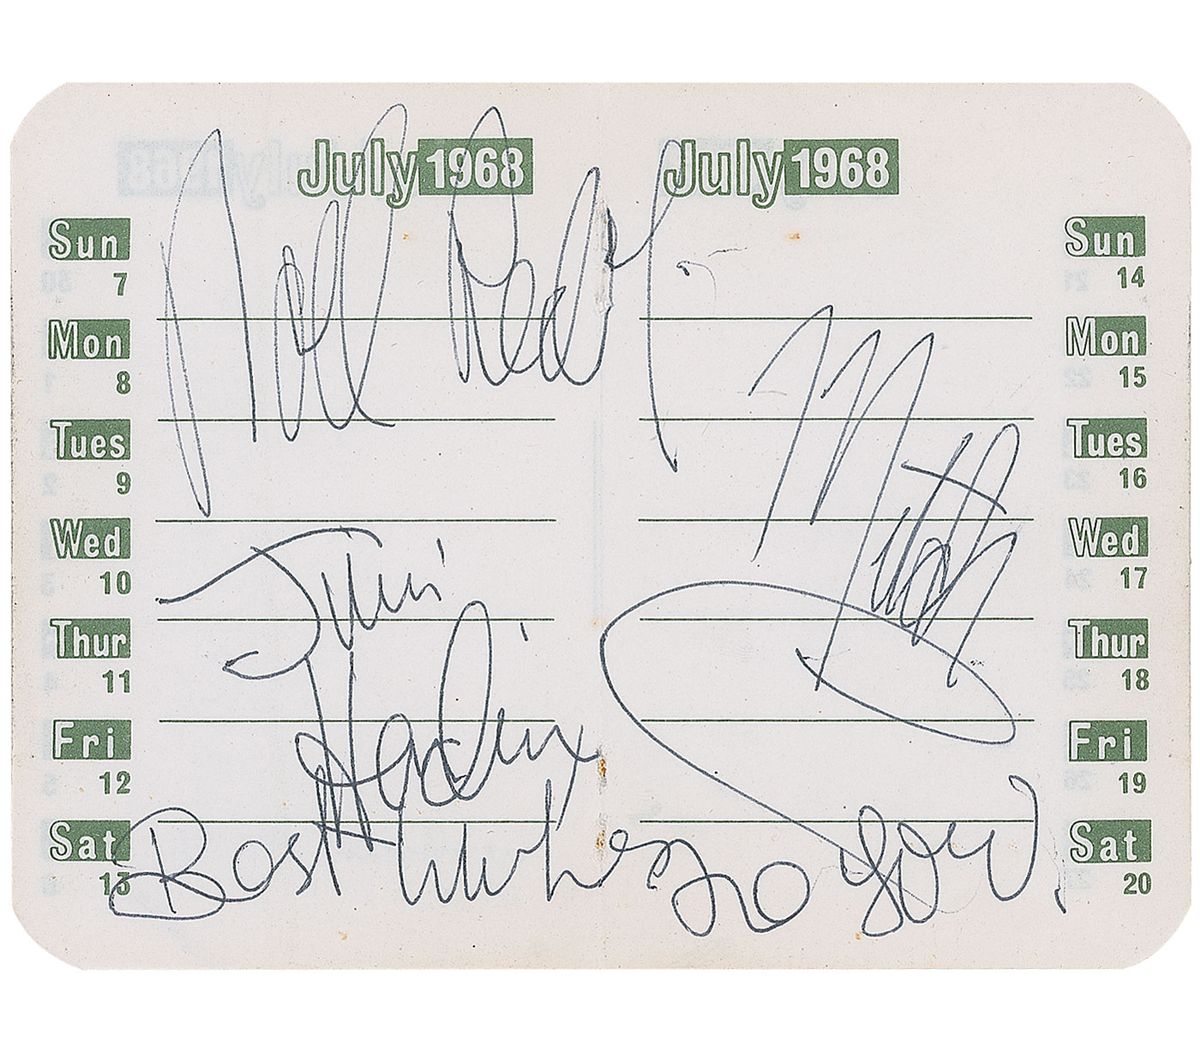 July 1968
Noel
Sun
7
Mon
8
Tues
9
Wed
10
Jimi
Thur
11
Hendrix
Fri
12
Sat
13
July 1968
Sun
14
Mon
15
Mitch
Tues
16
Wed
17
Thur
18
Fri
19
Sat
20
Best Wishes to you